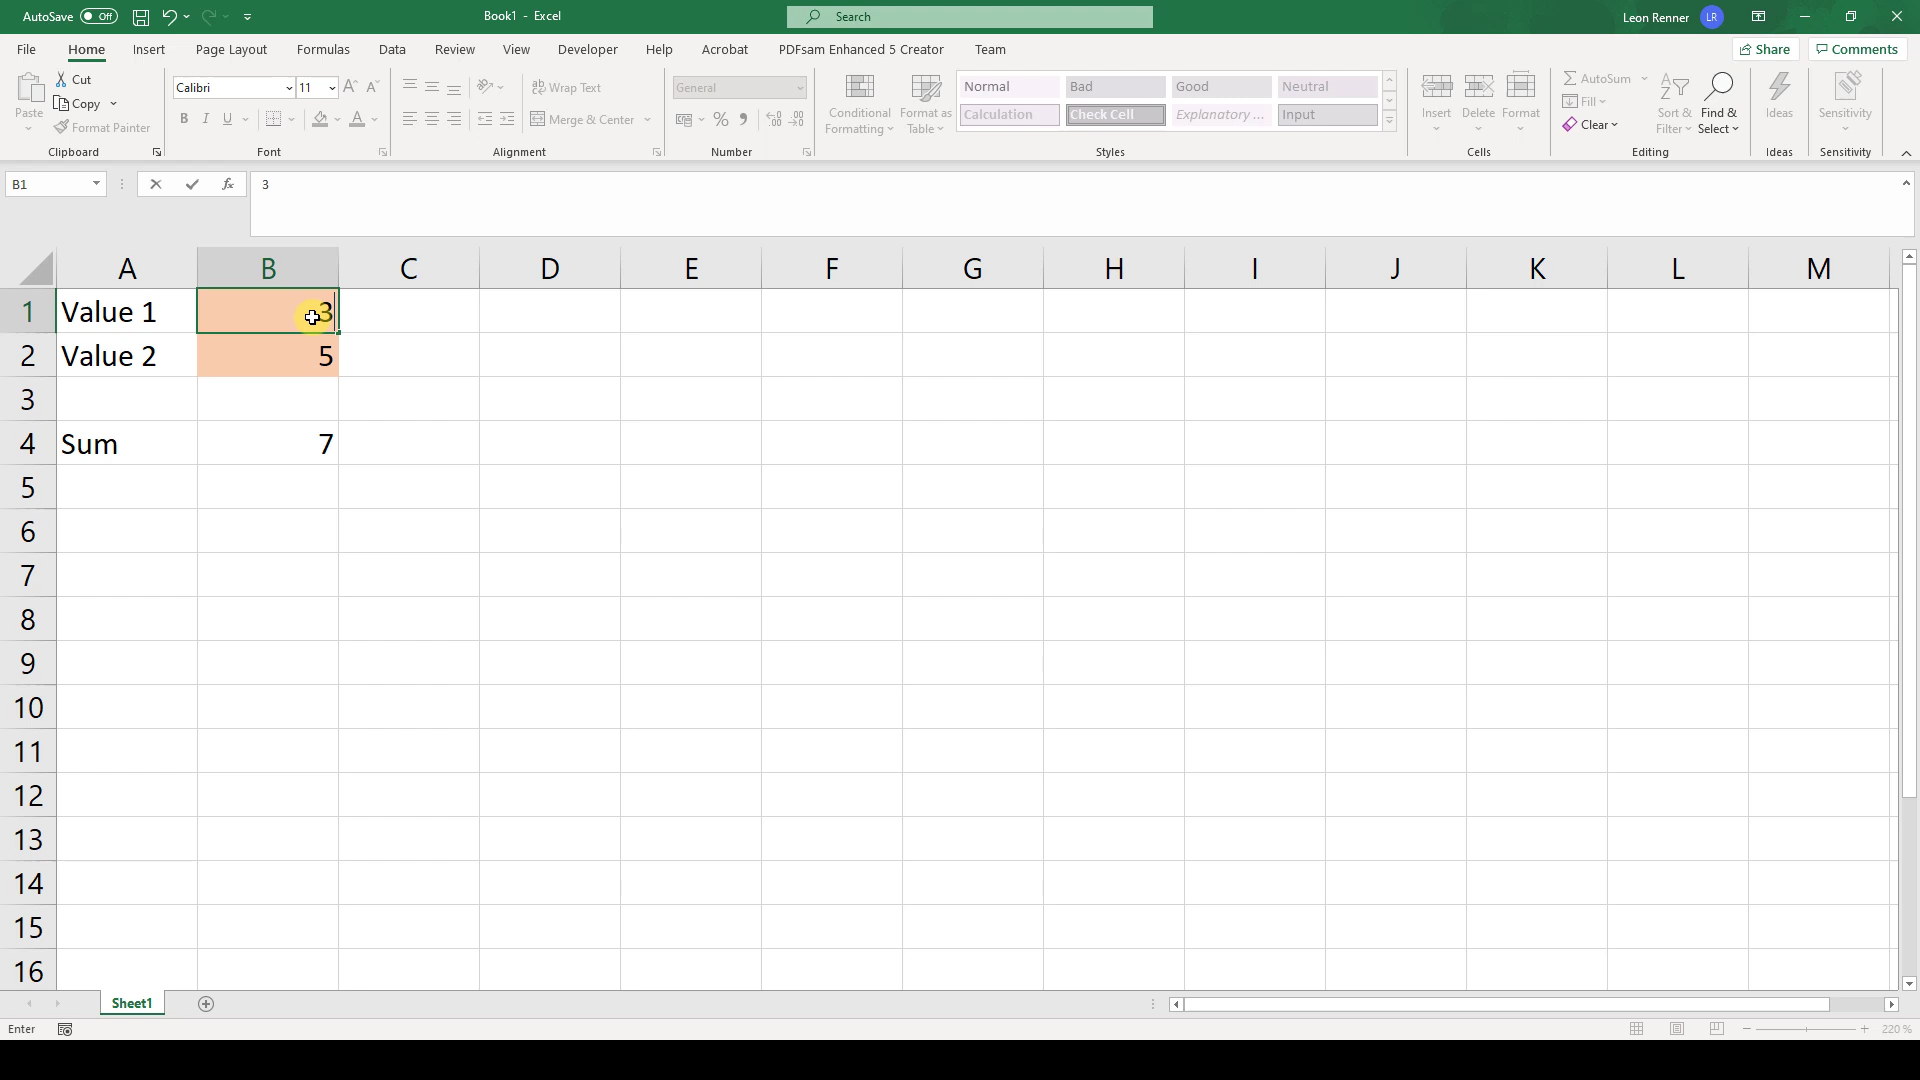 AutoSave Off Book1 - Excel Search Leon Renner LR
File Home Insert Page Layout Formulas Data Review View Developer Help Acrobat PDFsam Enhanced 5 Creator Team Share Comments
Paste Cut Copy Format Painter
Clipboard
Calibri 11
B I U A
Font
Wrap Text
Merge & Center
Alignment
General
%
Number
Conditional Formatting
Format as Table
Normal Bad Good Neutral
Calculation Check Cell Explanatory ... Input
Styles
Insert Delete Format
Cells
AutoSum
Fill
Clear
Sort & Filter
Find & Select
Editing
Ideas
Ideas
Sensitivity
Sensitivity
B1 fx 3
A B C D E F G H I J K L M
1 Value 1 3
2 Value 2 5
3
4 Sum 7
5
6
7
8
9
10
11
12
13
14
15
16
Sheet1
Enter 220 %